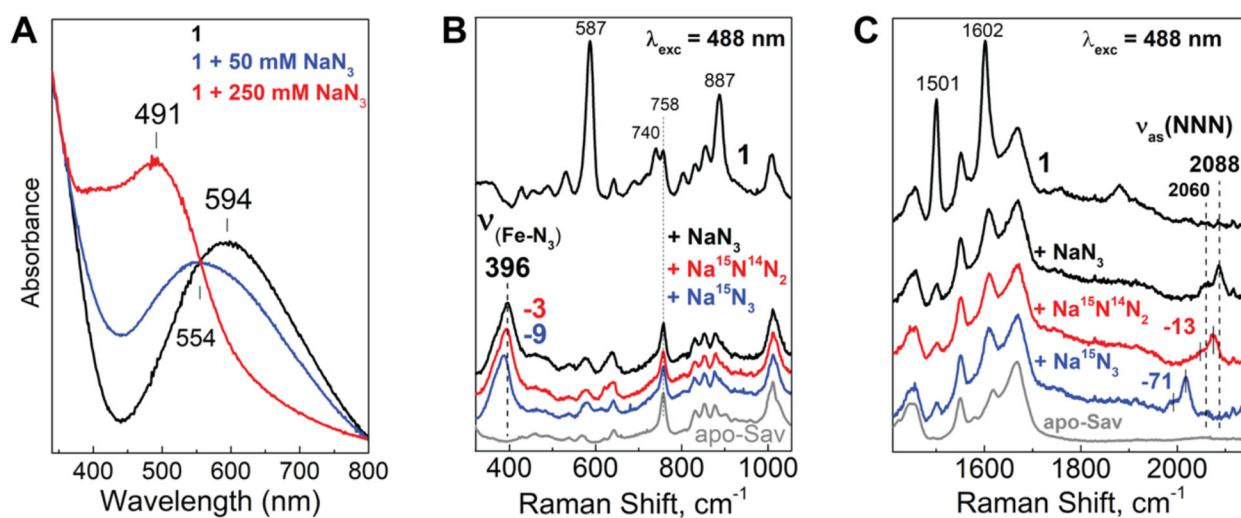 A
1
1 + 50 mM NaN₃
1 + 250 mM NaN₃
491
594
554
Absorbance
400 500 600 700 800
Wavelength (nm)
B
587
λexc = 488 nm
887
758
740
1
ν(Fe-N₃)
396
-3
-9
+ NaN₃
+ Na¹⁵N¹⁴N₂
+ Na¹⁵N₃
apo-Sav
400 600 800 1000
Raman Shift, cm⁻¹
C
1602
λexc = 488 nm
1501
νas(NNN)
1
2088
2060
+ NaN₃
+ Na¹⁵N¹⁴N₂
-13
+ Na¹⁵N₃
-71
apo-Sav
1600 1800 2000
Raman Shift, cm⁻¹